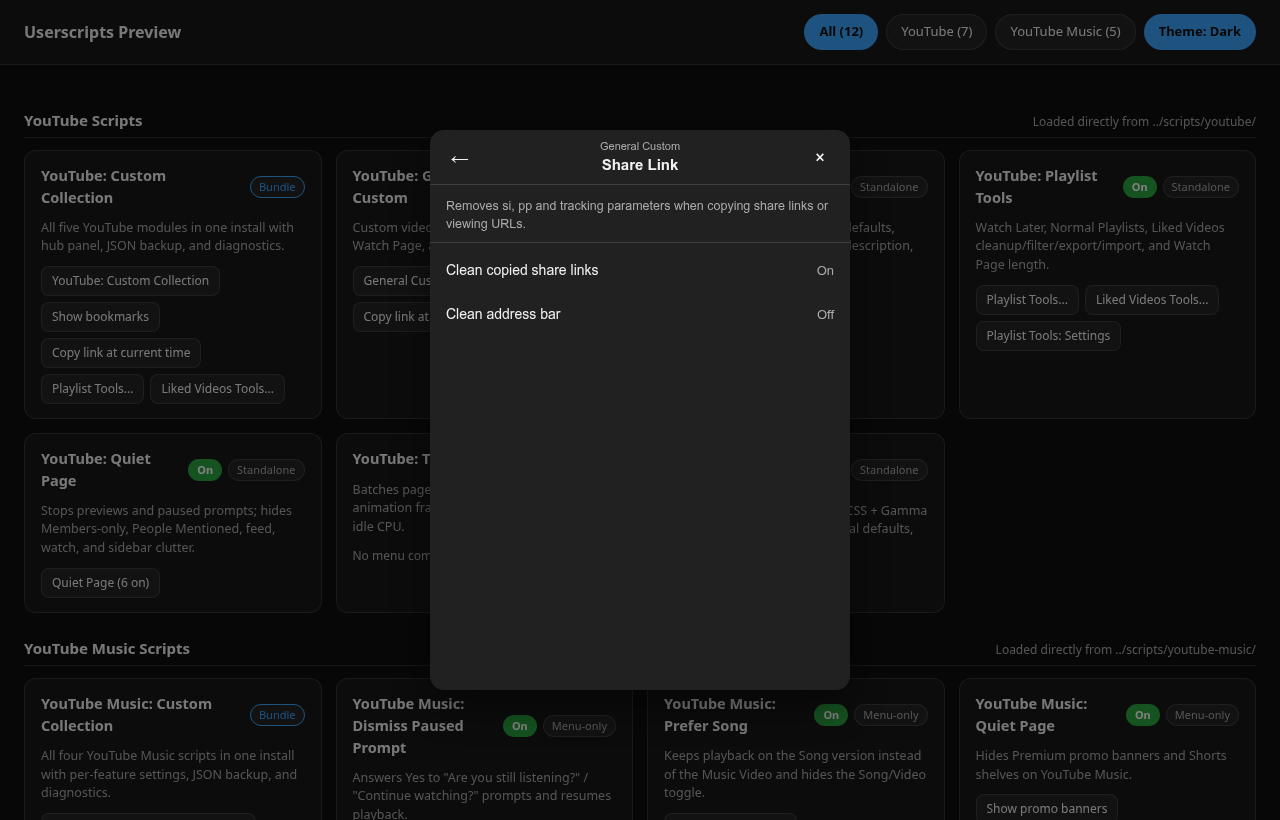 Userscripts Preview
All (12)
YouTube (7)
YouTube Music (5)
Theme: Dark
YouTube Scripts
Loaded directly from ../scripts/youtube/
YouTube: Custom
Collection
Bundle
All five YouTube modules in one install with
hub panel, JSON backup, and diagnostics.
YouTube: Custom Collection
Show bookmarks
Copy link at current time
Playlist Tools...
Liked Videos Tools...
YouTube:
Custom
Custom
Watch Page,
General
Copy link at
General Custom
←
Share Link
×
Removes si, pp and tracking parameters when copying share links or
viewing URLs.
Clean copied share links
On
Clean address bar
Off
Standalone
YouTube: Playlist
Tools
On
Standalone
Watch Later, Normal Playlists, Liked Videos
cleanup/filter/export/import, and Watch
Page length.
Playlist Tools...
Liked Videos Tools...
Playlist Tools: Settings
YouTube: Quiet
Page
On
Standalone
Stops previews and paused prompts; hides
Members-only, People Mentioned, feed,
watch, and sidebar clutter.
Quiet Page (6 on)
YouTube:
Batches page
animation
idle CPU.
No menu
Standalone
CSS + Gamma
defaults,
YouTube Music Scripts
Loaded directly from ../scripts/youtube-music/
YouTube Music: Custom
Collection
Bundle
All four YouTube Music scripts in one install
with per-feature settings, JSON backup, and
diagnostics.
YouTube Music:
Dismiss Paused
Prompt
On
Menu-only
Answers Yes to "Are you still listening?" /
"Continue watching?" prompts and resumes
playback.
YouTube Music:
Prefer Song
On
Menu-only
Keeps playback on the Song version instead
of the Music Video and hides the Song/Video
toggle.
YouTube Music:
Quiet Page
On
Menu-only
Hides Premium promo banners and Shorts
shelves on YouTube Music.
Show promo banners